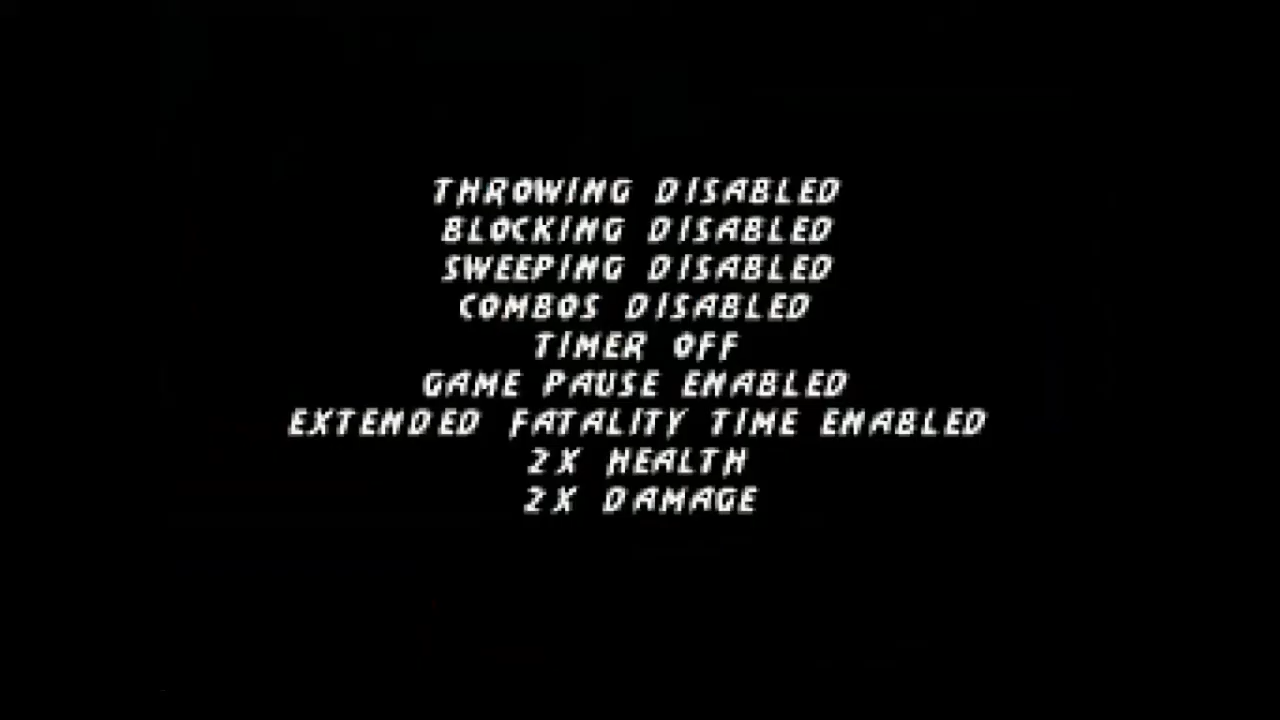 THROWING DISABLED
BLOCKING DISABLED
SWEEPING DISABLED
COMBOS DISABLED
TIMER OFF
GAME PAUSE ENABLED
EXTENDED FATALITY TIME ENABLED
2X HEALTH
2X DAMAGE